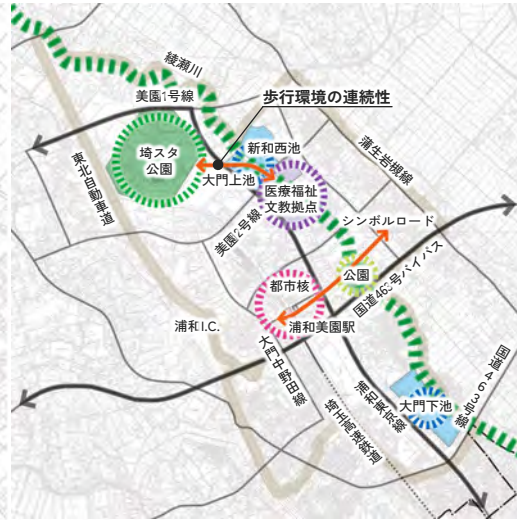 綾瀬川
美園1号線
歩行環境の連続性
埼スタ
公園
新和西池
大門上池
医療福祉
文教拠点
蒲生岩槻線
東北自動車道
美園2号線
シンボルロード
公園
国道463号バイパス
都市核
浦和美園駅
浦和I.C.
大門中野田線
埼玉高速鉄道
浦和東京線
大門下池
国道463号線